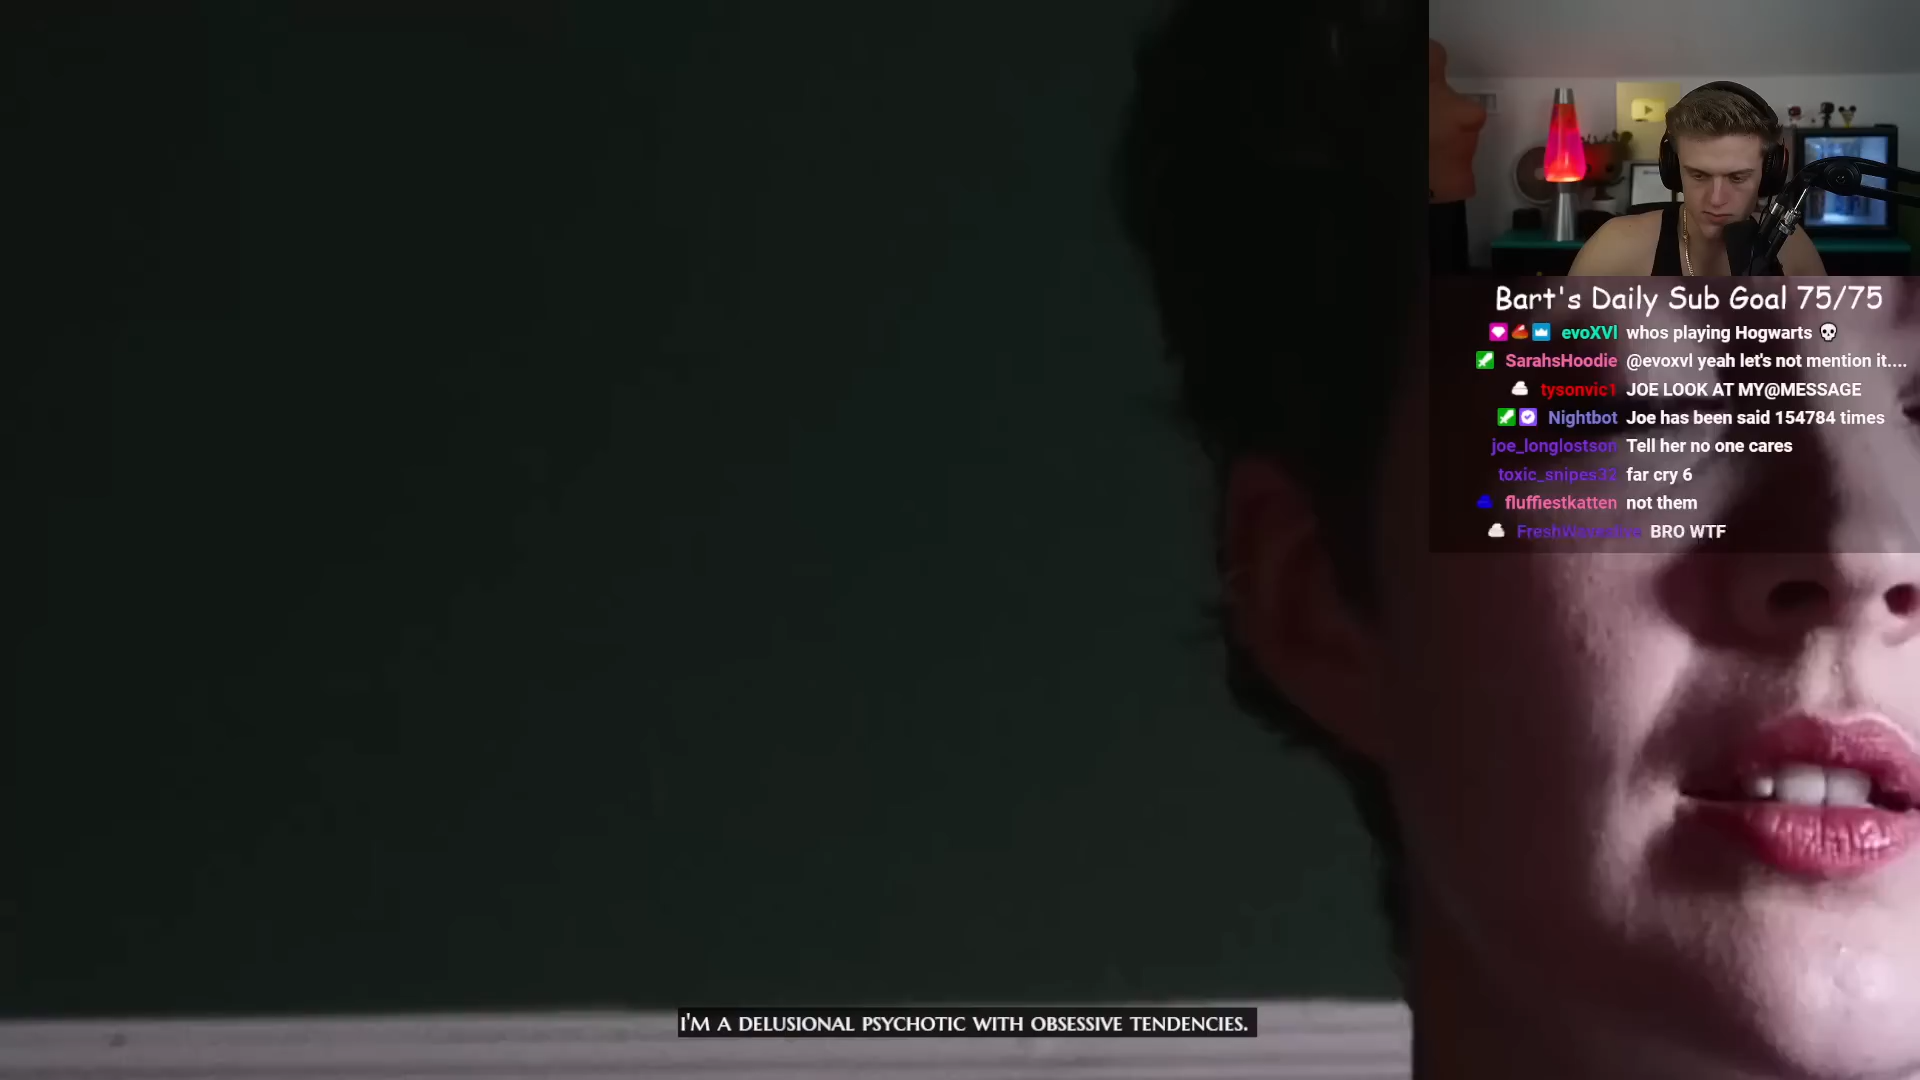 Bart's Daily Sub Goal 75/75
evoXVl whos playing Hogwarts 💀
SarahsHoodie @evoxvl yeah let's not mention it....
tysonvic1 JOE LOOK AT MY@MESSAGE
Nightbot Joe has been said 154784 times
joe_longlostson Tell her no one cares
toxic_snipes32 far cry 6
fluffiestkatten not them
BRO WTF
I'M A DELUSIONAL PSYCHOTIC WITH OBSESSIVE TENDENCIES.